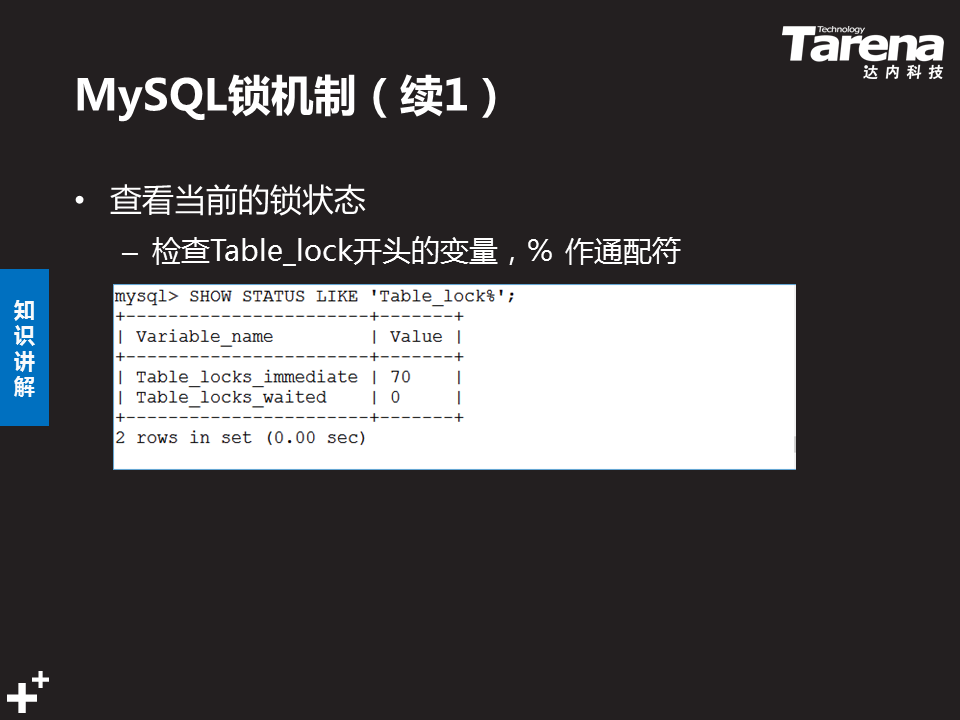 Technology
Tarena
达内科技
MySQL锁机制（续1）
• 查看当前的锁状态
– 检查Table_lock开头的变量，% 作通配符
知识讲解
mysql> SHOW STATUS LIKE 'Table_lock%';
+-----------------------+-------+
| Variable_name         | Value |
+-----------------------+-------+
| Table_locks_immediate | 70    |
| Table_locks_waited    | 0     |
+-----------------------+-------+
2 rows in set (0.00 sec)